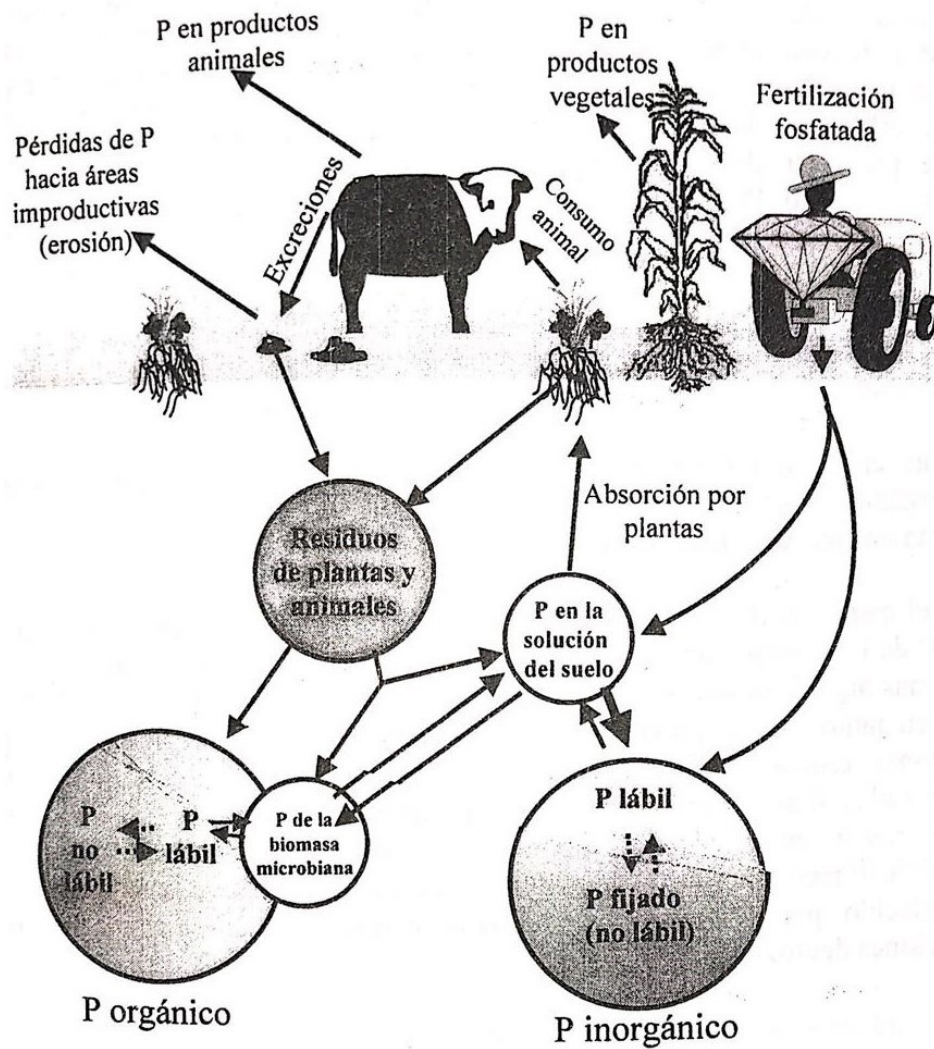 P en productos
animales
P en
productos
vegetales
Fertilización
fosfatada
Pérdidas de P
hacia áreas
improductivas
(erosión)
Excreciones
Consumo
animal
Absorción por
plantas
Residuos
de plantas y
animales
P en la
solución
del suelo
P
no
lábil
P
lábil
P de la
biomasa
microbiana
P lábil
P fijado
(no lábil)
P orgánico
P inorgánico